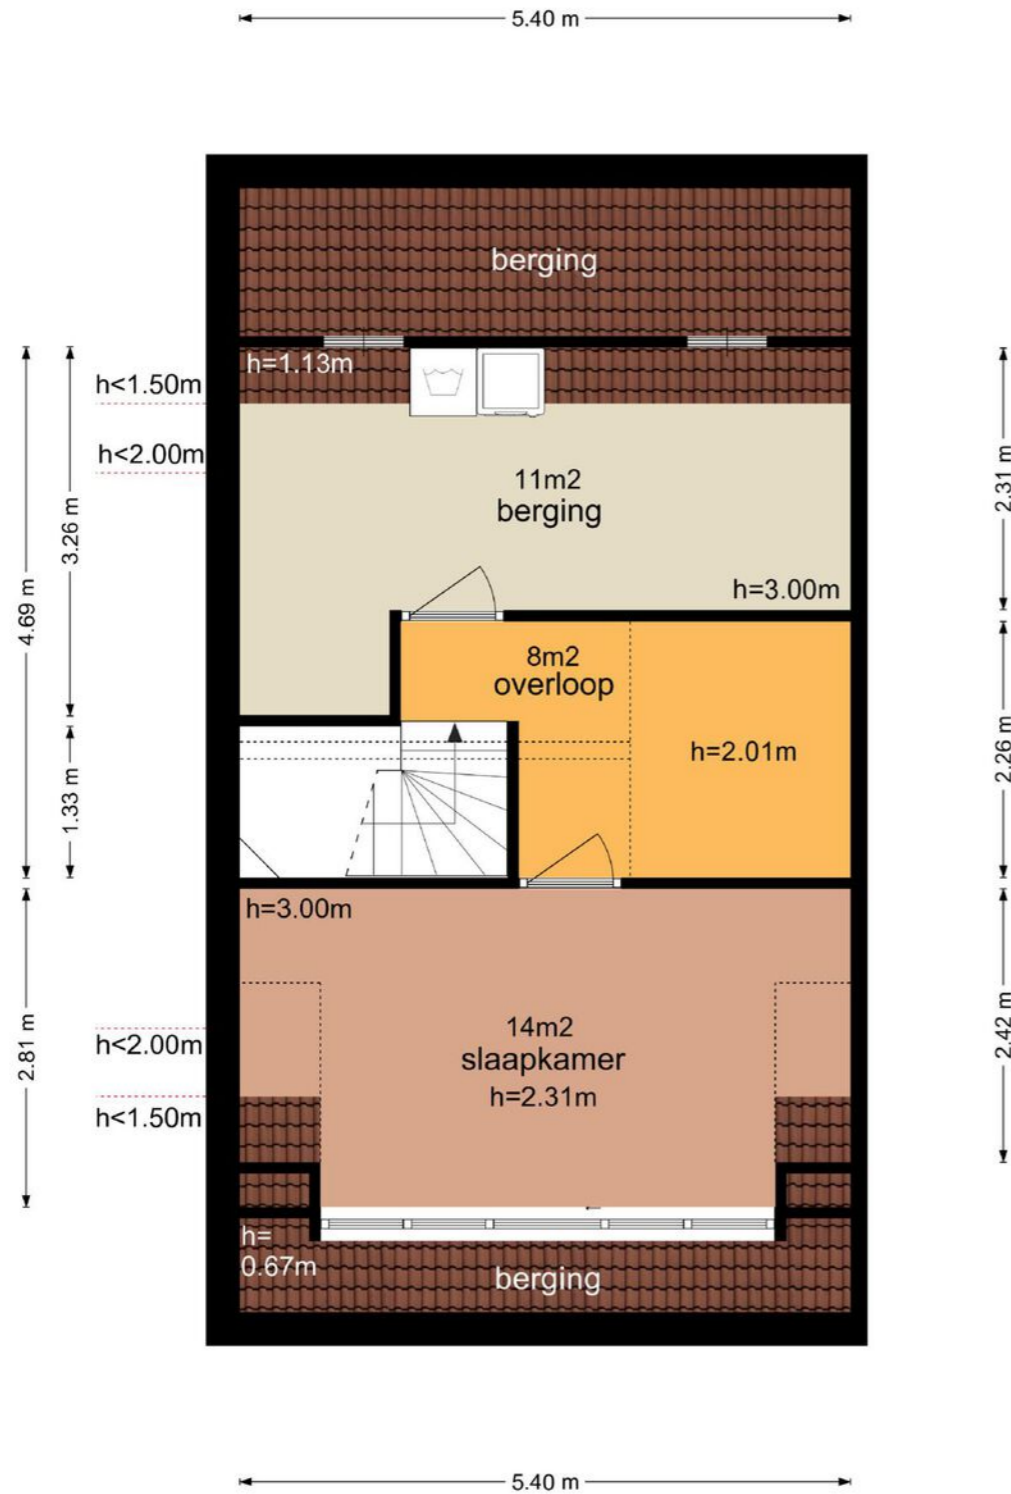 5.40 m
berging
h=1.13m
h<1.50m
h<2.00m
11m2
berging
h=3.00m
3.26 m
4.69 m
2.31 m
8m2
overloop
h=2.01m
1.33 m
2.26 m
h=3.00m
14m2
slaapkamer
h=2.31m
h<2.00m
h<1.50m
2.81 m
2.42 m
h=
0.67m
berging
5.40 m